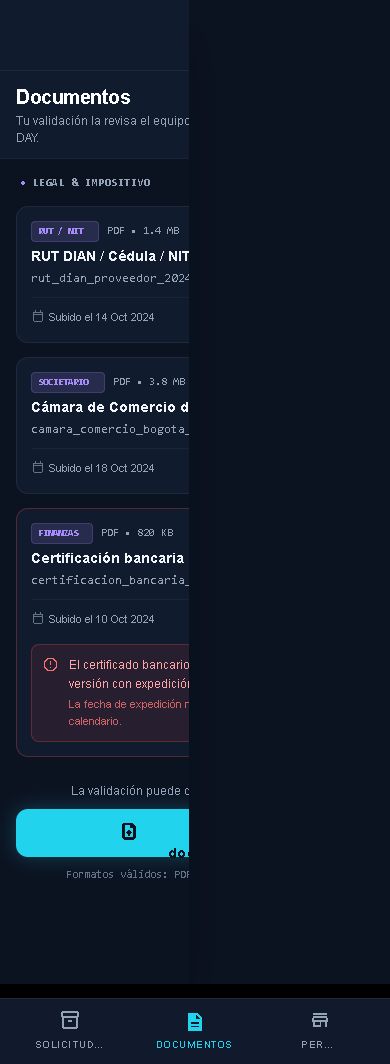 Documentos
Tu validación la revisa el equipo
DAY.
• LEGAL & IMPOSITIVO
RUT / NIT PDF • 1.4 MB
RUT DIAN / Cédula / NIT
rut_dian_proveedor_2024
Subido el 14 Oct 2024
SOCIETARIO PDF • 3.8 MB
Cámara de Comercio d
camara_comercio_bogota_
Subido el 18 Oct 2024
FINANZAS PDF • 820 KB
Certificación bancaria
certificacion_bancaria_
Subido el 10 Oct 2024
El certificado bancario
versión con expedición
La fecha de expedición n
calendario.
La validación puede
Formatos válidos: PDF
SOLICITUD... DOCUMENTOS PER...